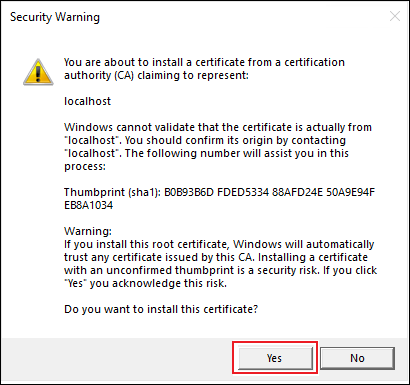 Security Warning
You are about to install a certificate from a certification
authority (CA) claiming to represent:
localhost
Windows cannot validate that the certificate is actually from
"localhost". You should confirm its origin by contacting
"localhost". The following number will assist you in this
process:
Thumbprint (sha1): B0B93B6D FDED5334 88AFD24E 50A9E94F
EB8A1034
Warning:
If you install this root certificate, Windows will automatically
trust any certificate issued by this CA. Installing a certificate
with an unconfirmed thumbprint is a security risk. If you click
"Yes" you acknowledge this risk.
Do you want to install this certificate?
Yes
No